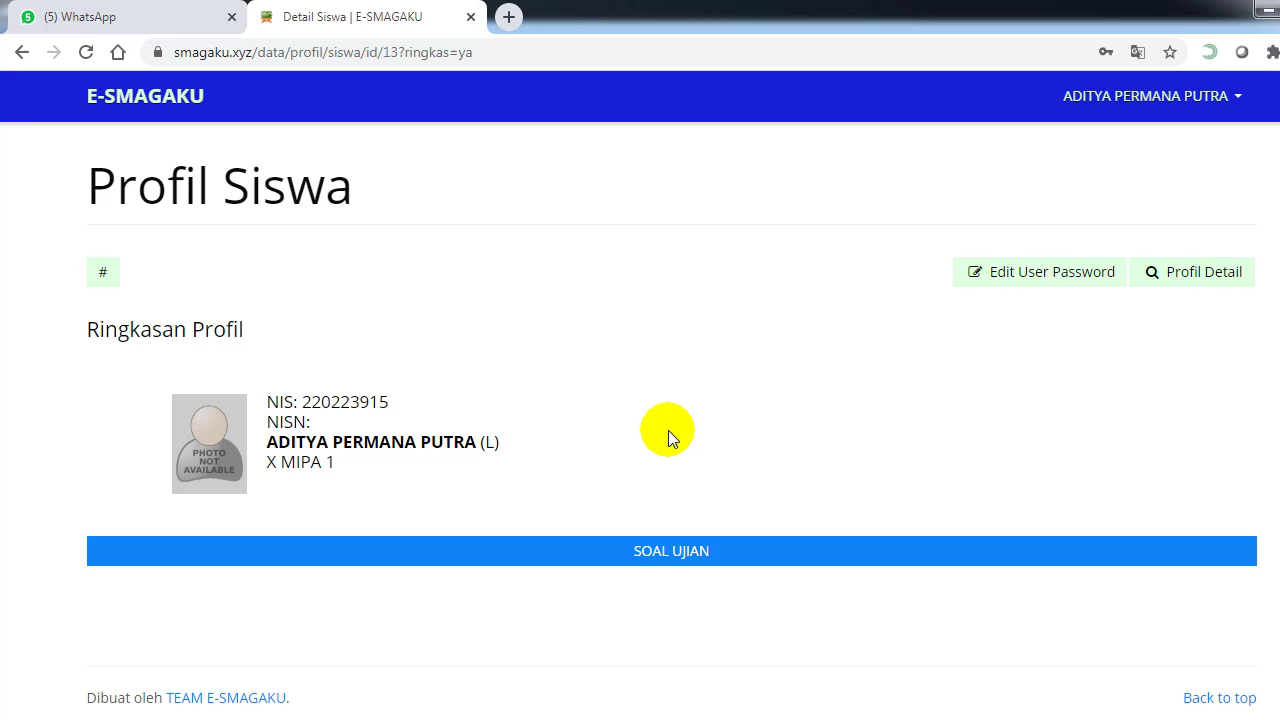 (5) WhatsApp
Detail Siswa | E-SMAGAKU
smagaku.xyz/data/profil/siswa/id/13?ringkas=ya
E-SMAGAKU
ADITYA PERMANA PUTRA
Profil Siswa
#
Edit User Password
Profil Detail
Ringkasan Profil
PHOTO
NOT
AVAILABLE
NIS: 220223915
NISN:
ADITYA PERMANA PUTRA (L)
X MIPA 1
SOAL UJIAN
Dibuat oleh TEAM E-SMAGAKU.
Back to top